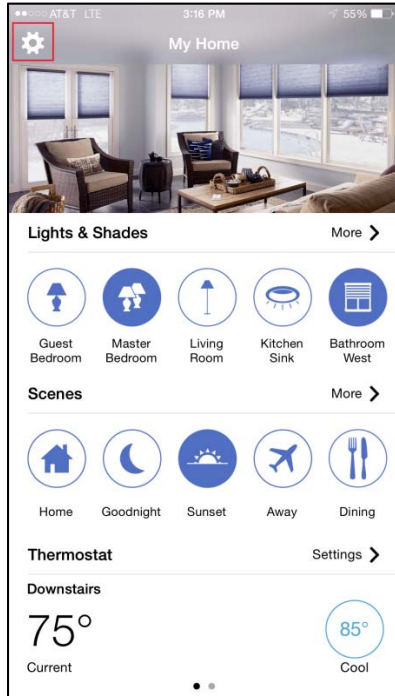 AT&T LTE 3:16 PM 55%
My Home
Lights & Shades More
Guest Bedroom
Master Bedroom
Living Room
Kitchen Sink
Bathroom West
Scenes More
Home Goodnight Sunset Away Dining
Thermostat Settings
Downstairs
75° 85°
Current Cool